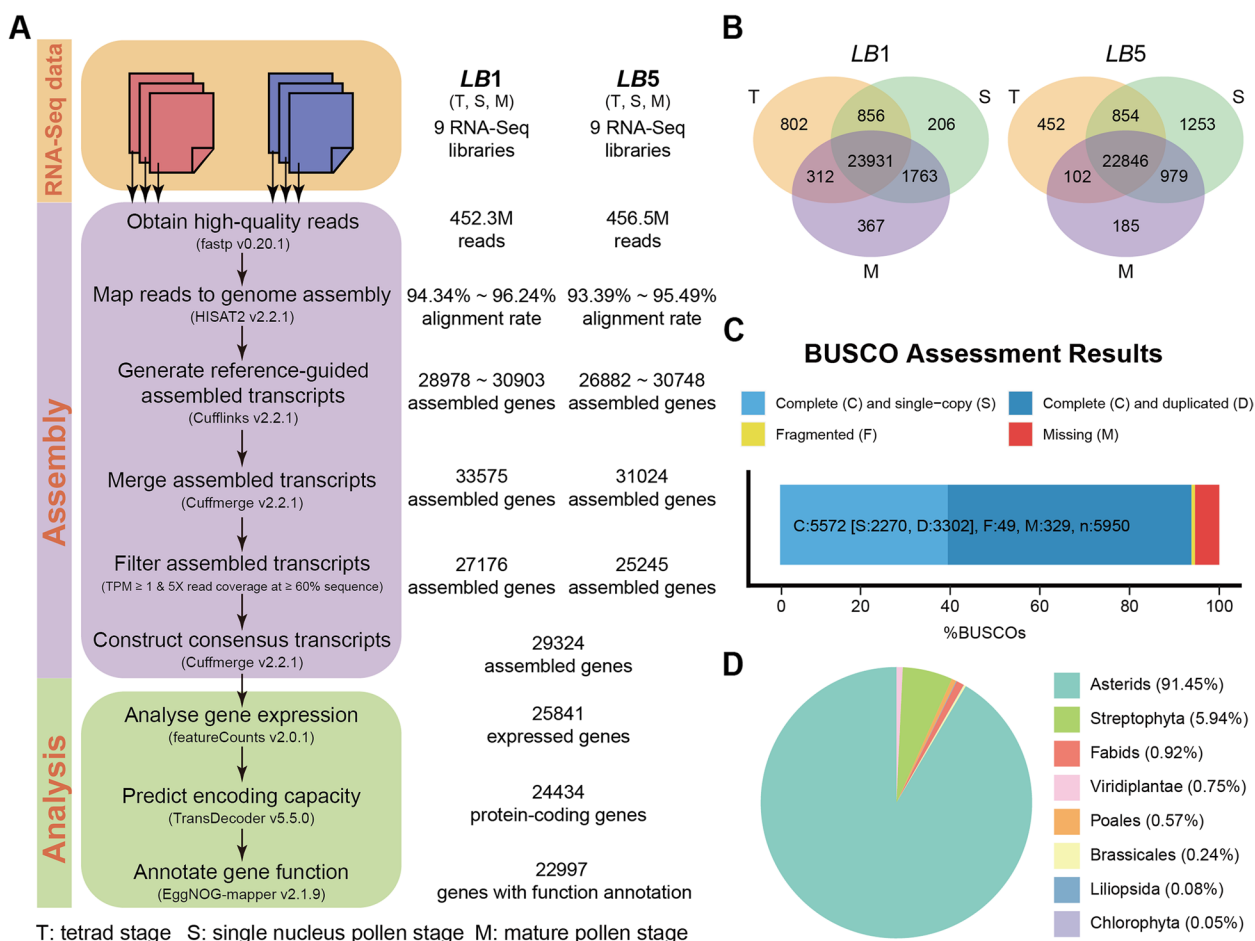 A
RNA-Seq data
LB1
(T, S, M)
9 RNA-Seq
libraries
LB5
(T, S, M)
9 RNA-Seq
libraries
Assembly
Obtain high-quality reads
(fastp v0.20.1)
452.3M
reads
456.5M
reads
Map reads to genome assembly
(HISAT2 v2.2.1)
94.34% ~ 96.24%
alignment rate
93.39% ~ 95.49%
alignment rate
Generate reference-guided
assembled transcripts
(Cufflinks v2.2.1)
28978 ~ 30903
assembled genes
26882 ~ 30748
assembled genes
Merge assembled transcripts
(Cuffmerge v2.2.1)
33575
assembled genes
31024
assembled genes
Filter assembled transcripts
(TPM ≥ 1 & 5X read coverage at ≥ 60% sequence)
27176
assembled genes
25245
assembled genes
Construct consensus transcripts
(Cuffmerge v2.2.1)
29324
assembled genes
Analysis
Analyse gene expression
(featureCounts v2.0.1)
25841
expressed genes
Predict encoding capacity
(TransDecoder v5.5.0)
24434
protein-coding genes
Annotate gene function
(EggNOG-mapper v2.1.9)
22997
genes with function annotation
T: tetrad stage S: single nucleus pollen stage M: mature pollen stage
B
LB1
T
S
802
856
206
23931
312
1763
367
M
LB5
T
S
452
854
1253
22846
102
979
185
M
C
BUSCO Assessment Results
Complete (C) and single−copy (S)
Complete (C) and duplicated (D)
Fragmented (F)
Missing (M)
C:5572 [S:2270, D:3302], F:49, M:329, n:5950
0 20 40 60 80 100
%BUSCOs
D
Asterids (91.45%)
Streptophyta (5.94%)
Fabids (0.92%)
Viridiplantae (0.75%)
Poales (0.57%)
Brassicales (0.24%)
Liliopsida (0.08%)
Chlorophyta (0.05%)